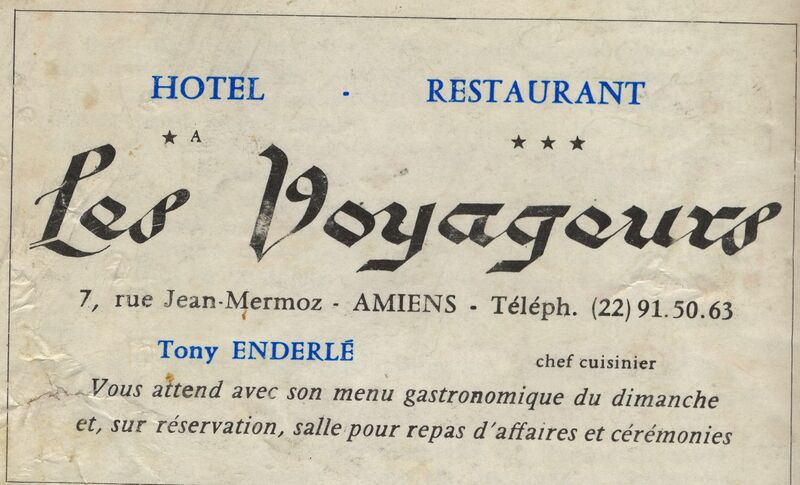 HOTEL - RESTAURANT
★ A ★ ★ ★
Les Voyageurs
7, rue Jean-Mermoz - AMIENS - Téléph. (22) 91.50.63
Tony ENDERLÉ chef cuisinier
Vous attend avec son menu gastronomique du dimanche
et, sur réservation, salle pour repas d'affaires et cérémonies